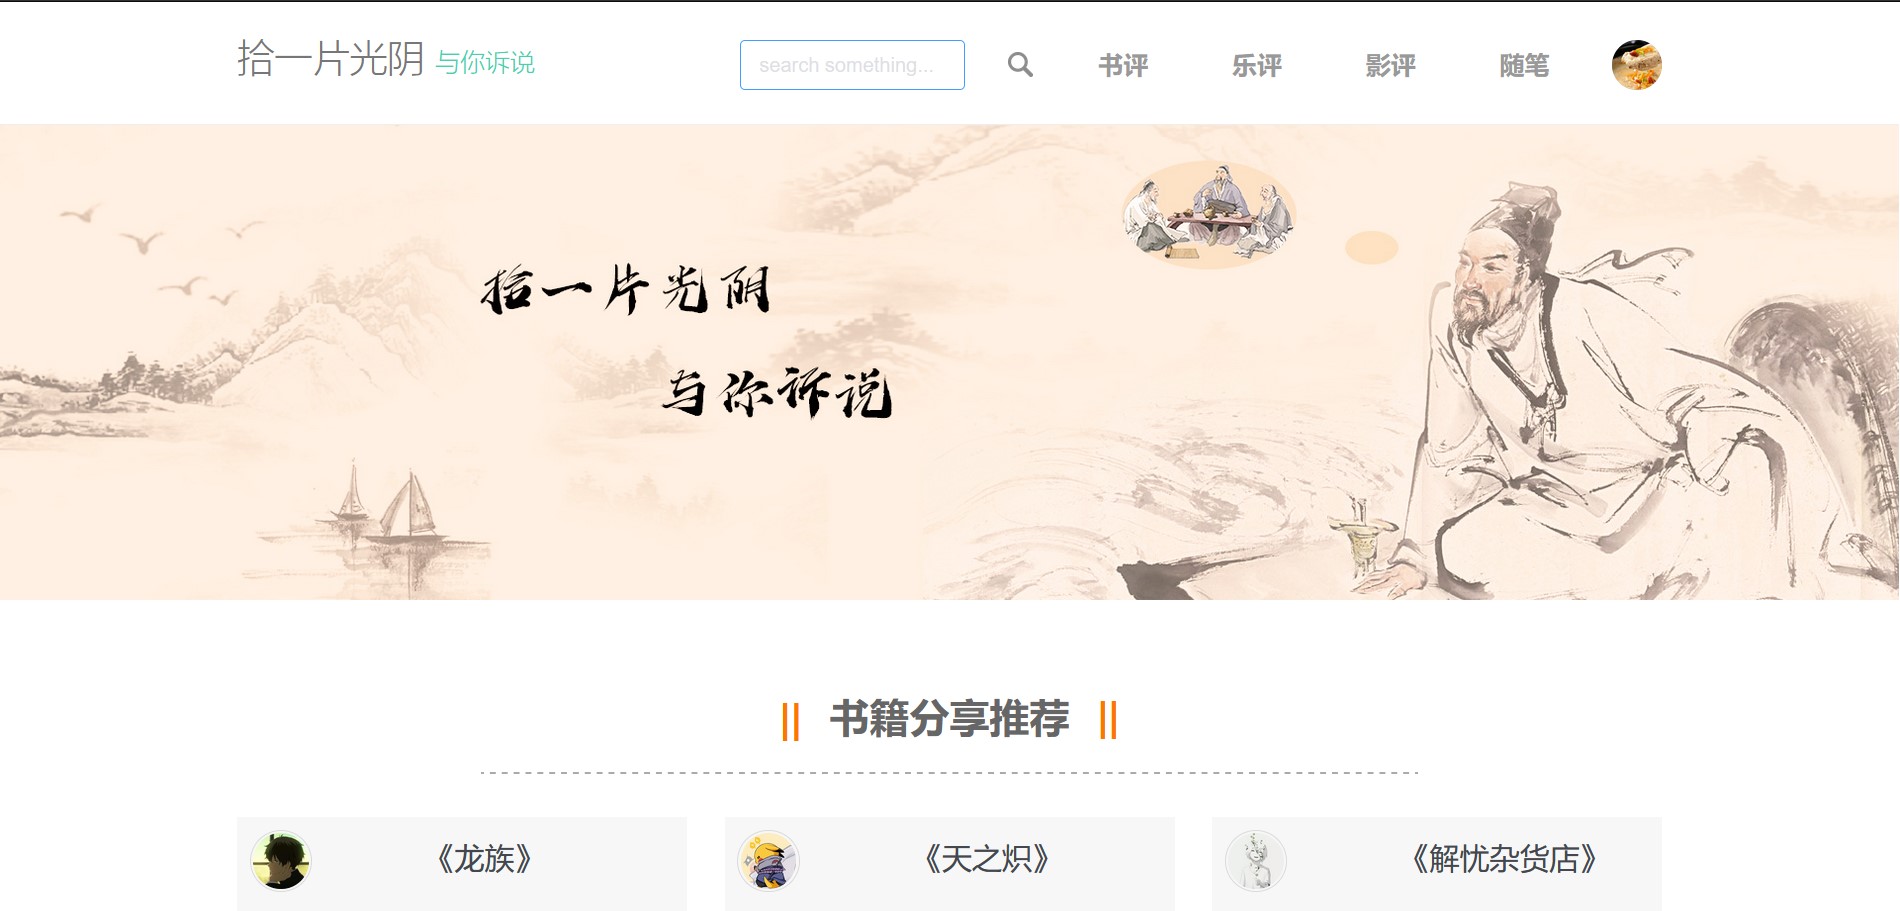 拾一片光阴 与你诉说
search something...
书评 乐评 影评 随笔
拾一片光阴
与你诉说
|| 书籍分享推荐 ||
《龙族》
《天之炽》
《解忧杂货店》